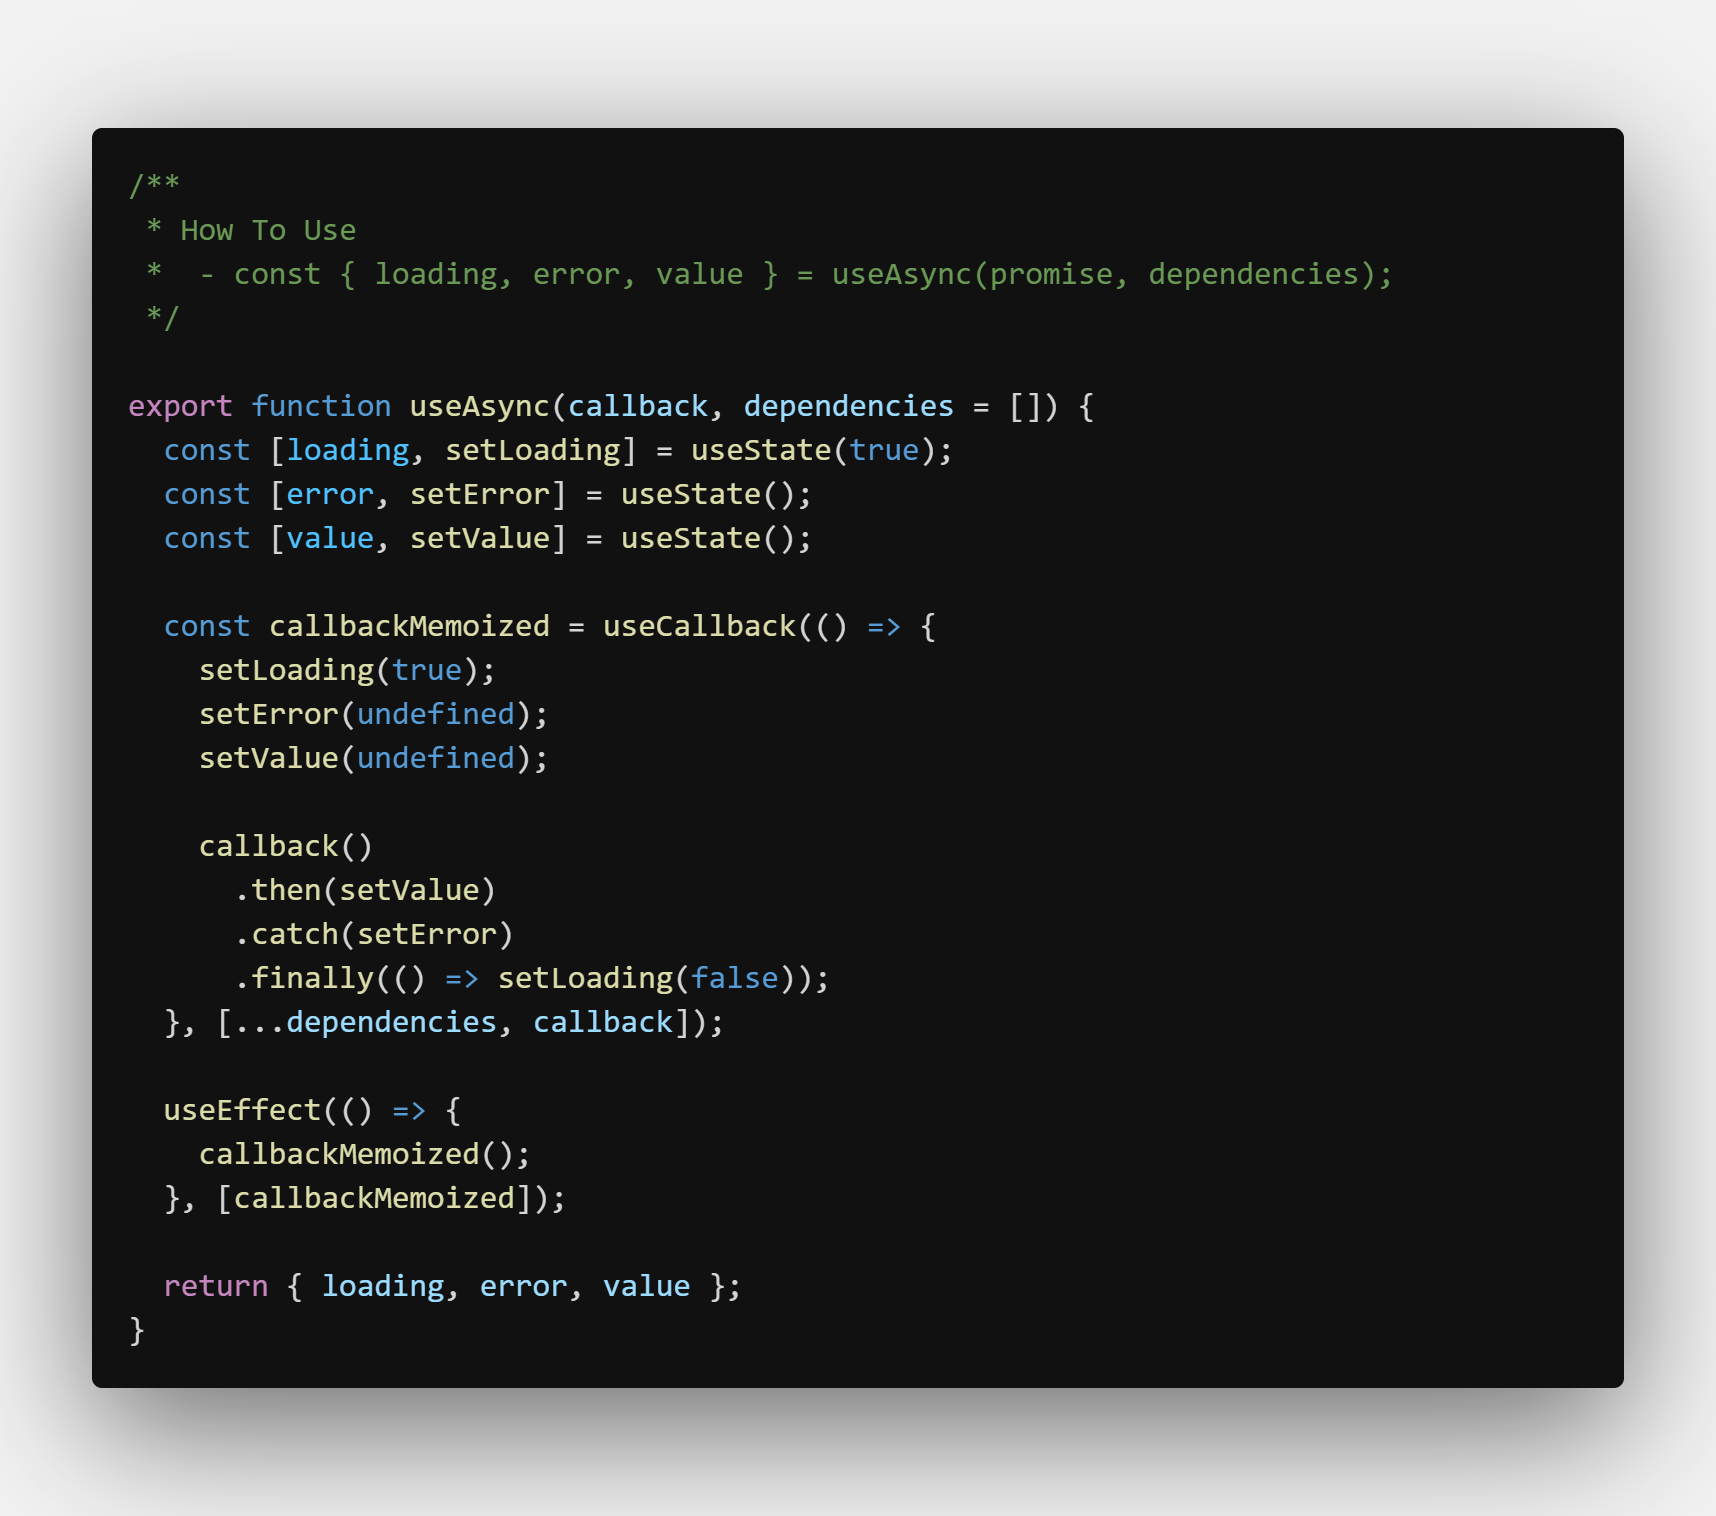 /**
 * How To Use
 *  - const { loading, error, value } = useAsync(promise, dependencies);
 */

export function useAsync(callback, dependencies = []) {
  const [loading, setLoading] = useState(true);
  const [error, setError] = useState();
  const [value, setValue] = useState();

  const callbackMemoized = useCallback(() => {
    setLoading(true);
    setError(undefined);
    setValue(undefined);

    callback()
      .then(setValue)
      .catch(setError)
      .finally(() => setLoading(false));
  }, [...dependencies, callback]);

  useEffect(() => {
    callbackMemoized();
  }, [callbackMemoized]);

  return { loading, error, value };
}